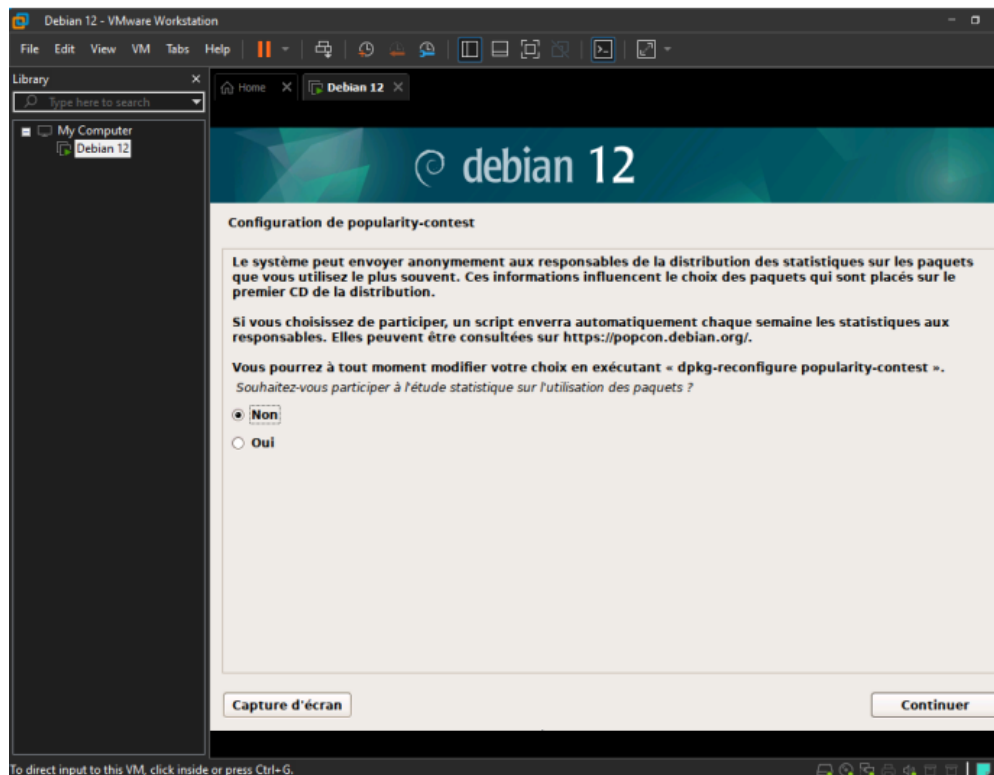 Debian 12 - VMware Workstation
File Edit View VM Tabs Help
Library
Type here to search
My Computer
Debian 12
Home
Debian 12
debian 12
Configuration de popularity-contest
Le système peut envoyer anonymement aux responsables de la distribution des statistiques sur les paquets
que vous utilisez le plus souvent. Ces informations influencent le choix des paquets qui sont placés sur le
premier CD de la distribution.
Si vous choisissez de participer, un script enverra automatiquement chaque semaine les statistiques aux
responsables. Elles peuvent être consultées sur https://popcon.debian.org/.
Vous pourrez à tout moment modifier votre choix en exécutant « dpkg-reconfigure popularity-contest ».
Souhaitez-vous participer à l'étude statistique sur l'utilisation des paquets ?
Non
Oui
Capture d'écran
Continuer
To direct input to this VM, click inside or press Ctrl+G.